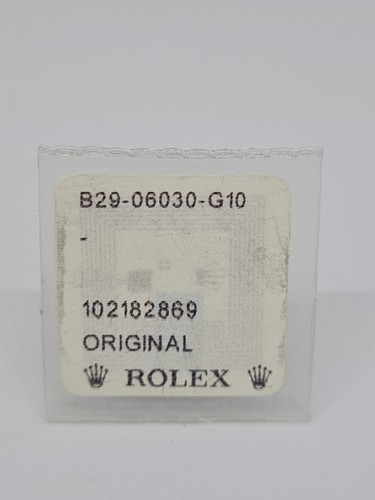 B29-06030-G10
-
102182869
ORIGINAL
ROLEX